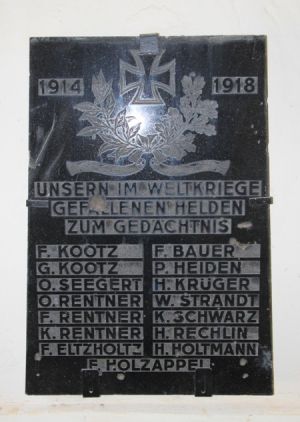 1914 1918
UNSERN IM WELTKRIEGE
GEFALLENEN HELDEN
ZUM GEDÄCHTNIS
F. KOOTZ F. BAUER
G. KOOTZ P. HEIDEN
O. SEEGERT H. KRÜGER
O. RENTNER W. STRANDT
F. RENTNER K. SCHWARZ
K. RENTNER H. RECHLIN
F. ELTZHOLTZ H. HOLTMANN
F. HOLZAPFEL